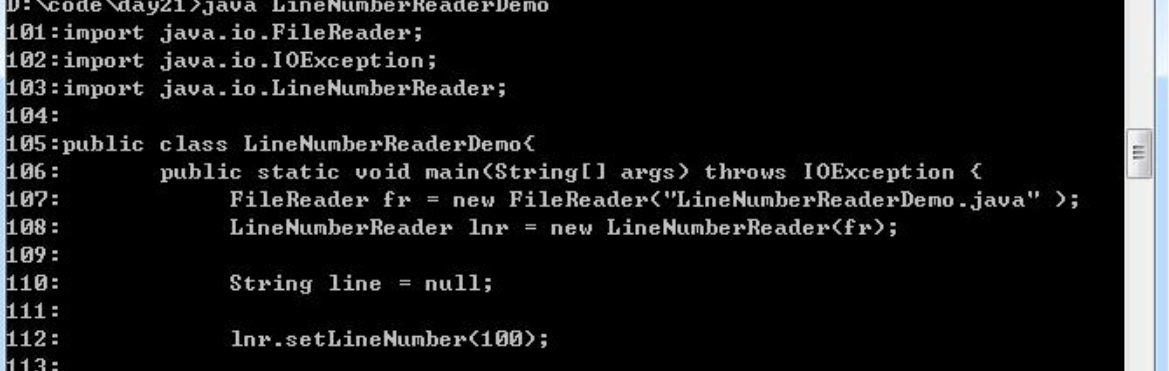 D:\code\day21>java LineNumberReaderDemo
101:import java.io.FileReader;
102:import java.io.IOException;
103:import java.io.LineNumberReader;
104:
105:public class LineNumberReaderDemo{
106:        public static void main(String[] args) throws IOException {
107:              FileReader fr = new FileReader("LineNumberReaderDemo.java" );
108:              LineNumberReader lnr = new LineNumberReader(fr);
109:
110:              String line = null;
111:
112:              lnr.setLineNumber(100);
113: